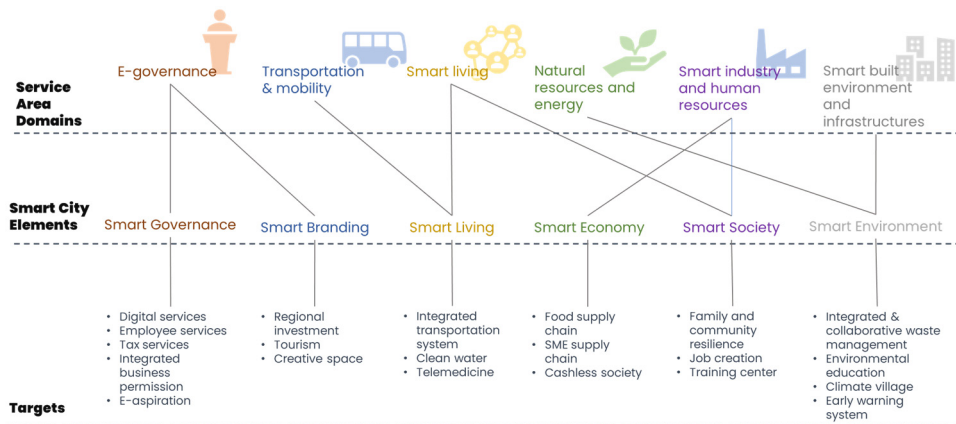 E-governance
Transportation
& mobility
Smart living
Natural
resources and
energy
Smart industry
and human
resources
Smart built
environment
and
infrastructures
Service
Area
Domains
Smart City
Elements
Smart Governance
Smart Branding
Smart Living
Smart Economy
Smart Society
Smart Environment
• Digital services
• Employee services
• Tax services
• Integrated
business
permission
• E-aspiration
• Regional
investment
• Tourism
• Creative space
• Integrated
transportation
system
• Clean water
• Telemedicine
• Food supply
chain
• SME supply
chain
• Cashless society
• Family and
community
resilience
• Job creation
• Training center
• Integrated &
collaborative waste
management
• Environmental
education
• Climate village
• Early warning
system
Targets